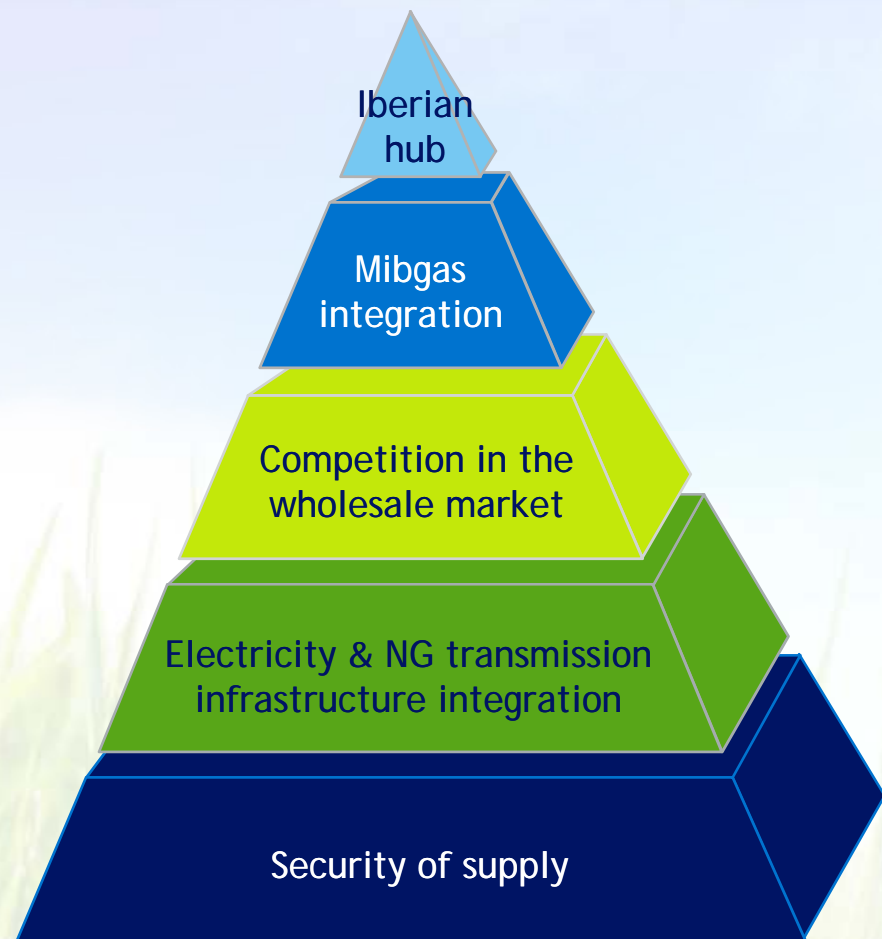 Iberian
hub
Mibgas
integration
Competition in the
wholesale market
Electricity & NG transmission
infrastructure integration
Security of supply